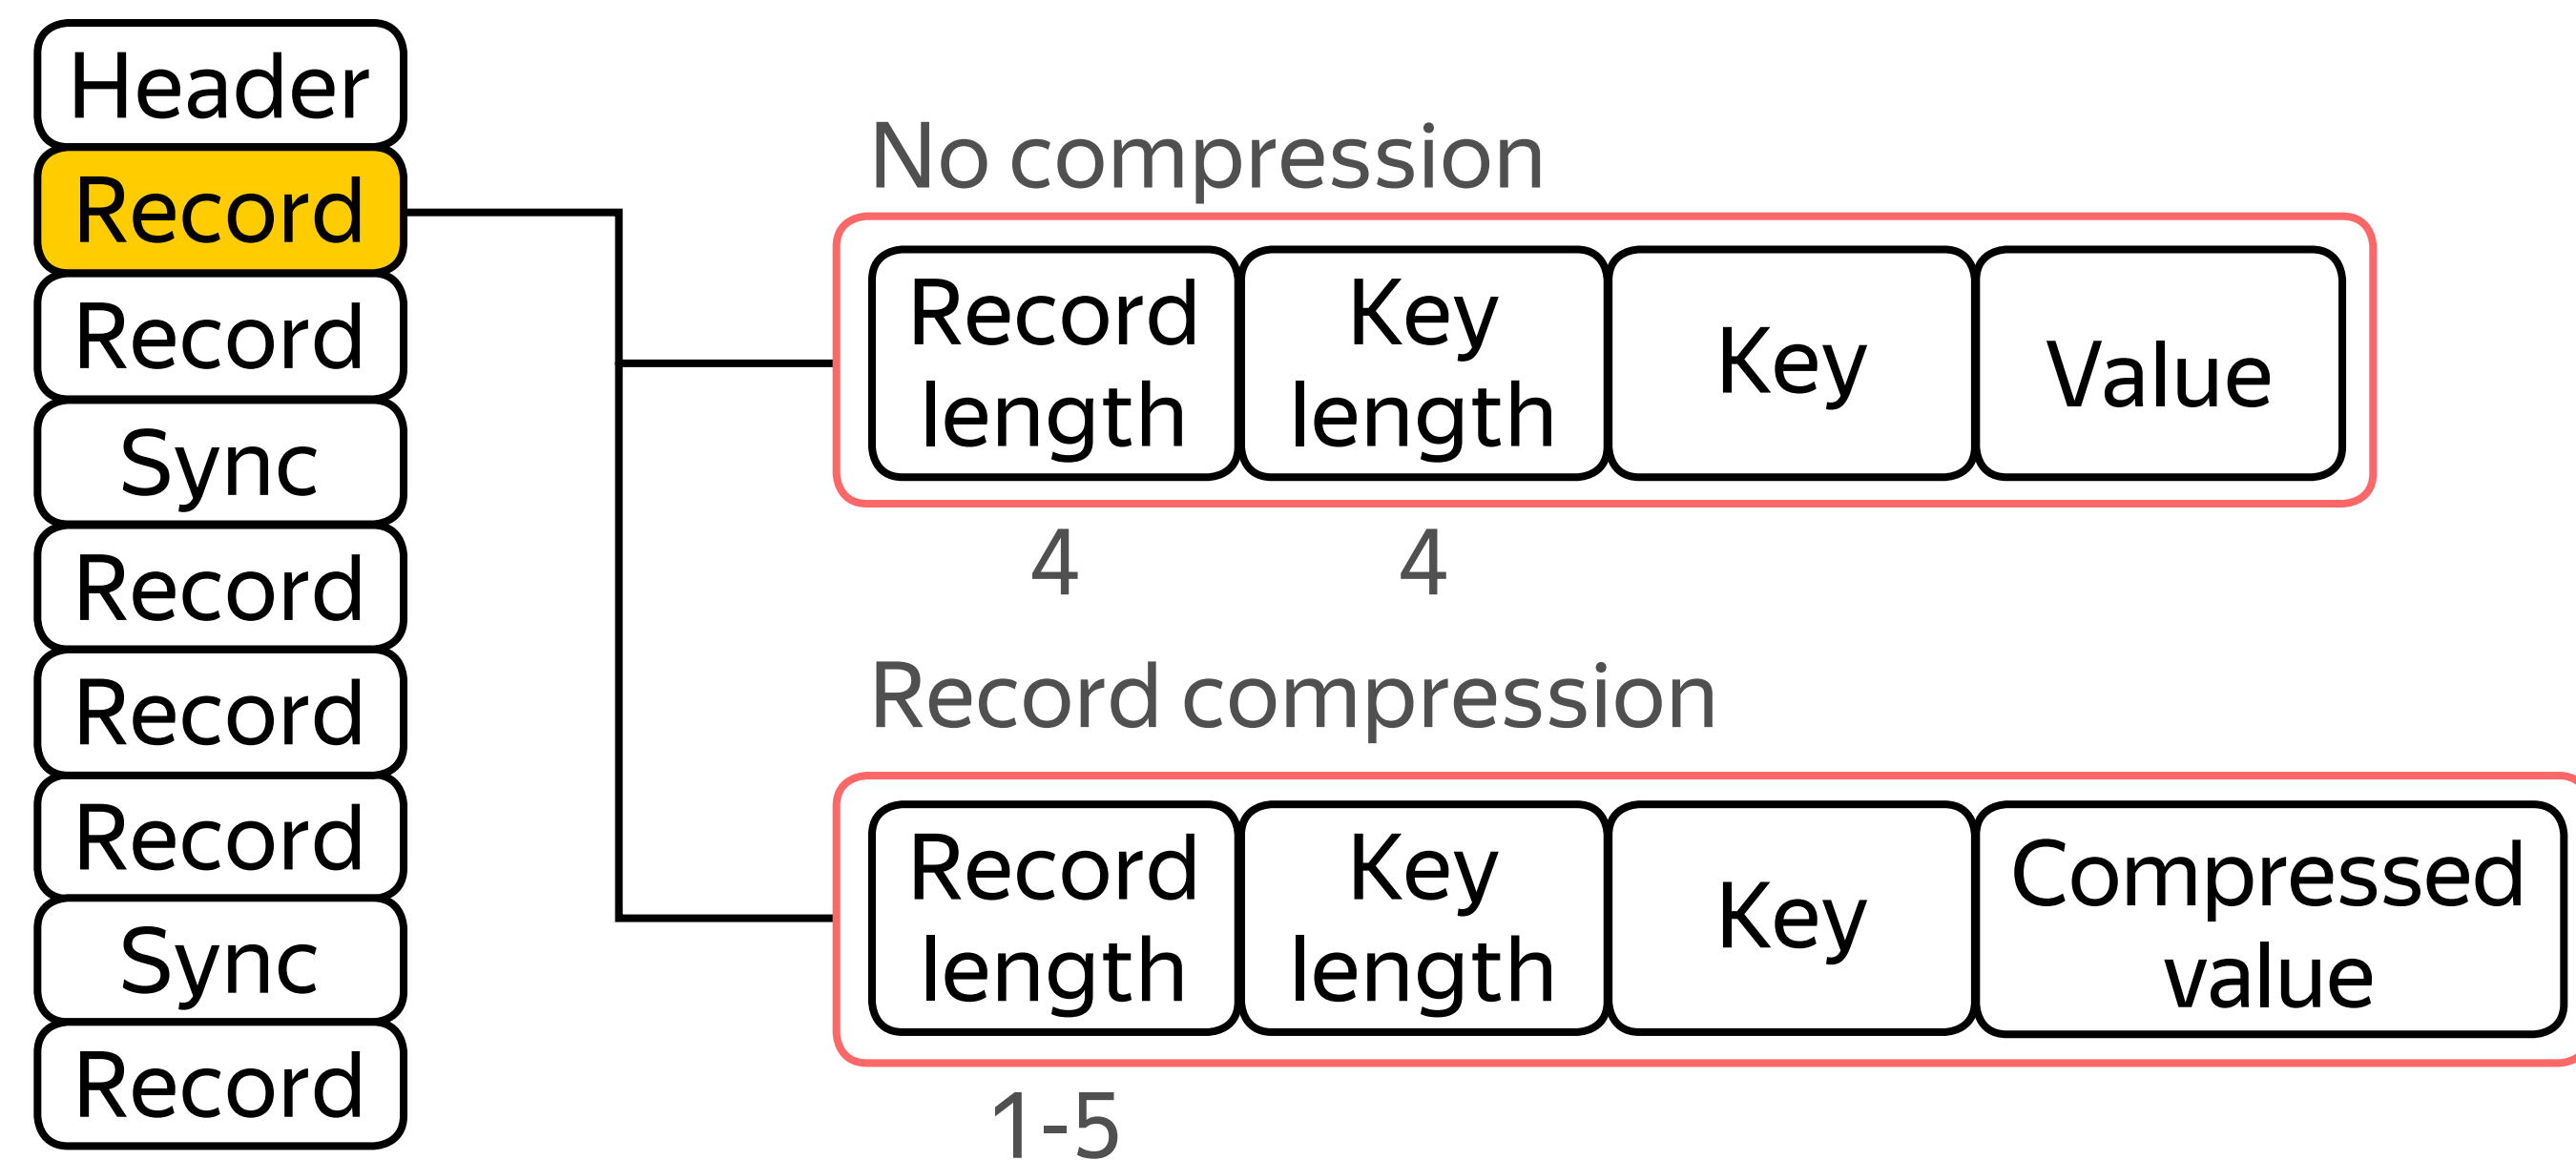 Header
Record
Record
Sync
Record
Record
Record
Sync
Record
No compression
Record
length
Key
length
Key
Value
4
4
Record compression
Record
length
Key
length
Key
Compressed
value
1-5